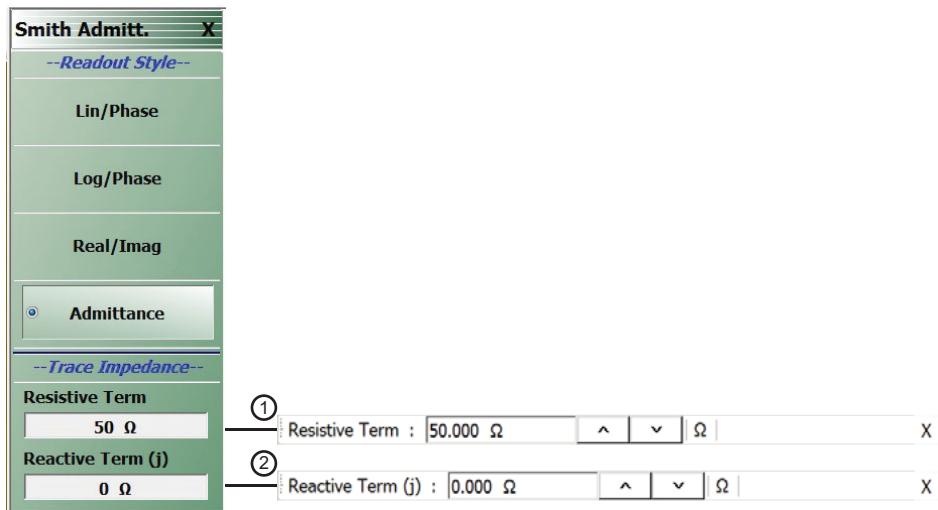 Smith Admitt. X
--Readout Style--
Lin/Phase
Log/Phase
Real/Imag
Admittance
--Trace Impedance--
Resistive Term
50 Ω
Reactive Term (j)
0 Ω
1
Resistive Term : 50.000 Ω ^ v Ω X
2
Reactive Term (j) : 0.000 Ω ^ v Ω X